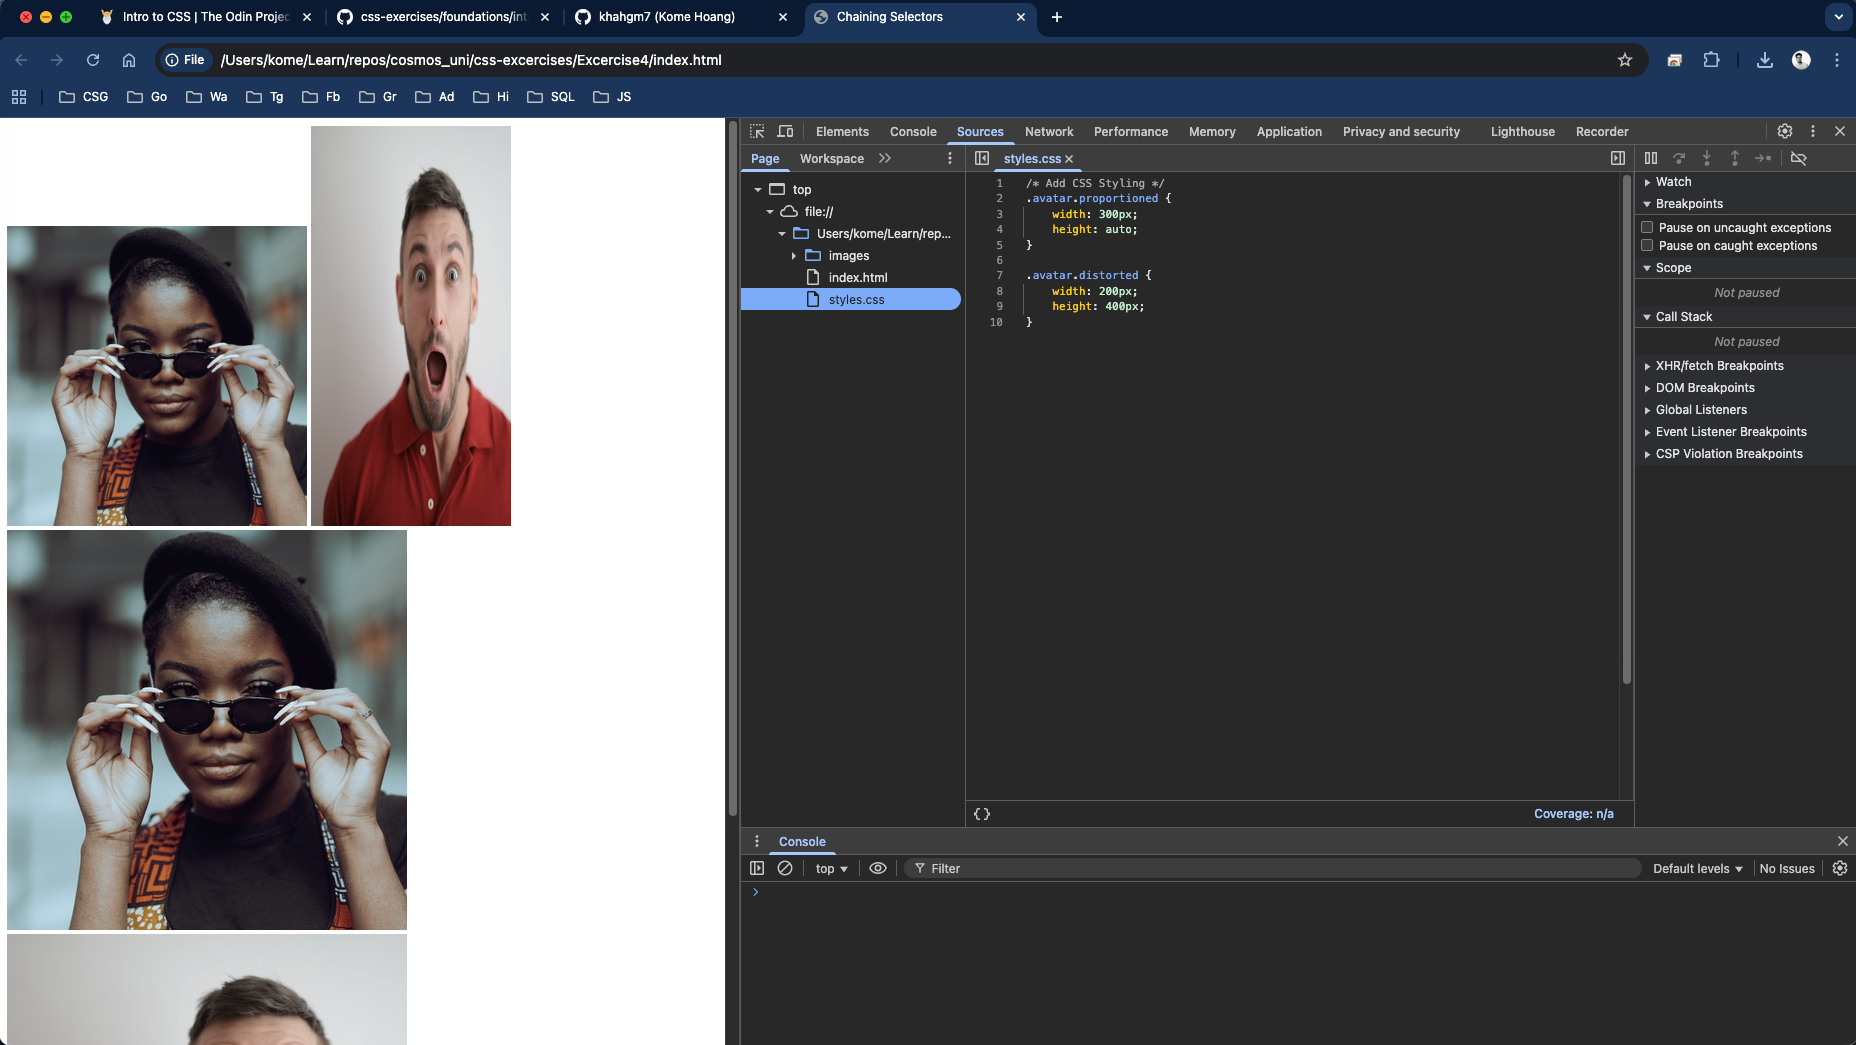 Intro to CSS | The Odin Projec
css-exercises/foundations/int
khahgm7 (Kome Hoang)
Chaining Selectors
File
/Users/kome/Learn/repos/cosmos_uni/css-excercises/Excercise4/index.html
CSG
Go
Wa
Tg
Fb
Gr
Ad
Hi
SQL
JS
Elements
Console
Sources
Network
Performance
Memory
Application
Privacy and security
Lighthouse
Recorder
Page
Workspace
styles.css
top
file://
Users/kome/Learn/rep...
images
index.html
styles.css
1 /* Add CSS Styling */
2 .avatar.proportioned {
3 width: 300px;
4 height: auto;
5 }
6
7 .avatar.distorted {
8 width: 200px;
9 height: 400px;
10 }
Coverage: n/a
Watch
Breakpoints
Pause on uncaught exceptions
Pause on caught exceptions
Scope
Not paused
Call Stack
Not paused
XHR/fetch Breakpoints
DOM Breakpoints
Global Listeners
Event Listener Breakpoints
CSP Violation Breakpoints
Console
top
Filter
Default levels
No Issues